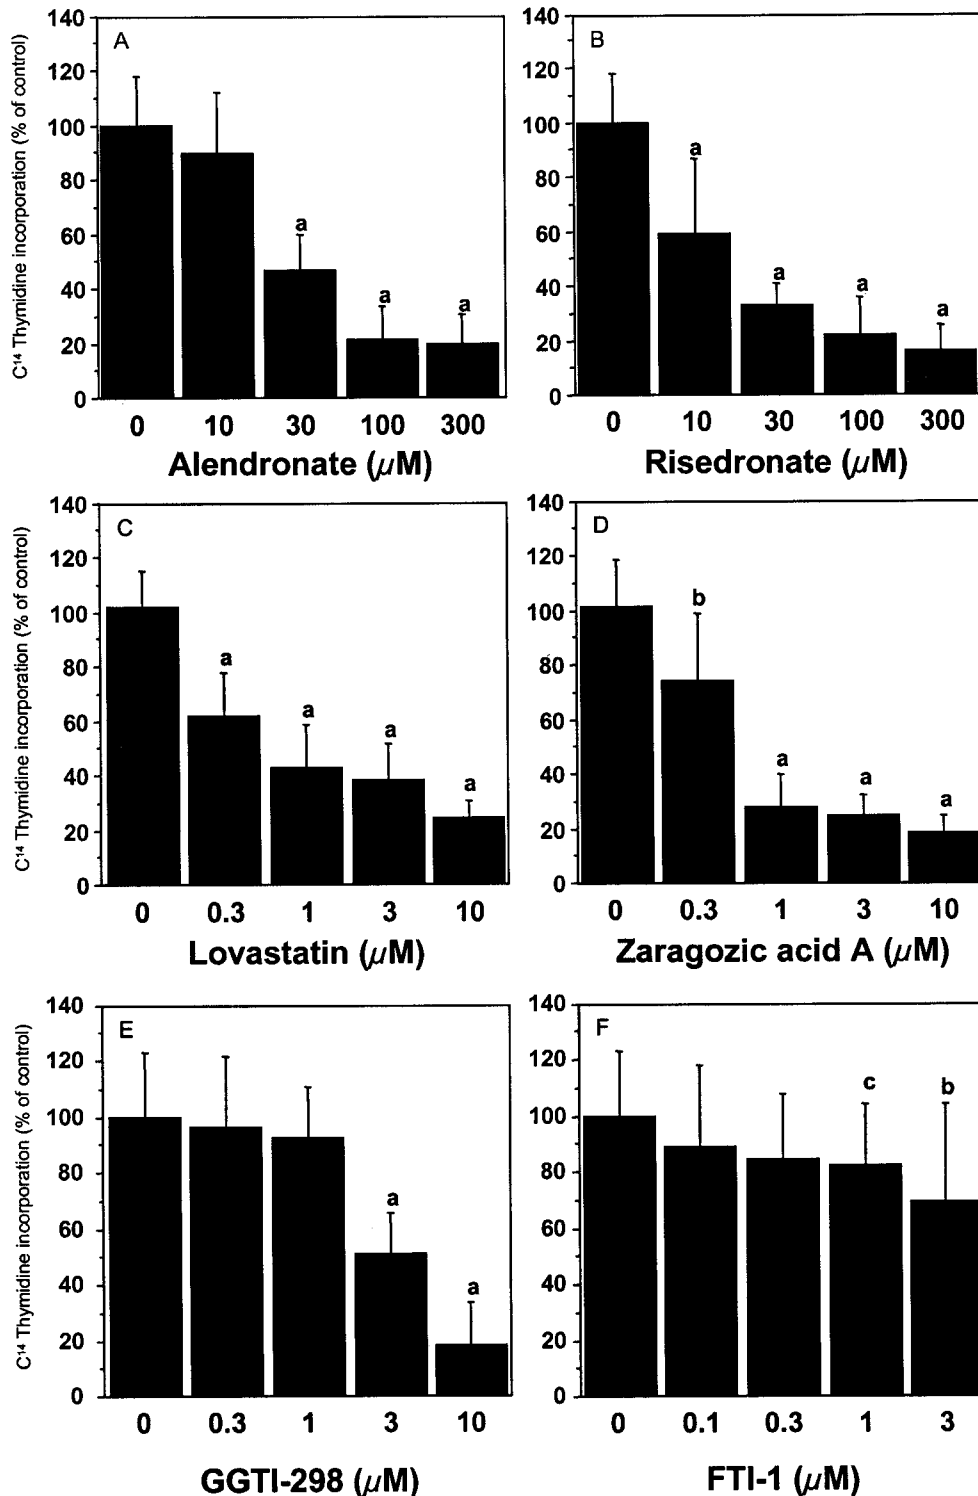 C¹⁴ Thymidine incorporation (% of control)
A
140
120
100
80
60
40
20
0
a
a
a
0 10 30 100 300
Alendronate (µM)
B
140
120
100
80
60
40
20
0
a
a
a
a
0 10 30 100 300
Risedronate (µM)
C¹⁴ Thymidine incorporation (% of control)
C
140
120
100
80
60
40
20
0
a
a
a
a
0 0.3 1 3 10
Lovastatin (µM)
D
140
120
100
80
60
40
20
0
b
a
a
a
0 0.3 1 3 10
Zaragozic acid A (µM)
C¹⁴ Thymidine incorporation (% of control)
E
140
120
100
80
60
40
20
0
a
a
0 0.3 1 3 10
GGTI-298 (µM)
F
140
120
100
80
60
40
20
0
c
b
0 0.1 0.3 1 3
FTI-1 (µM)